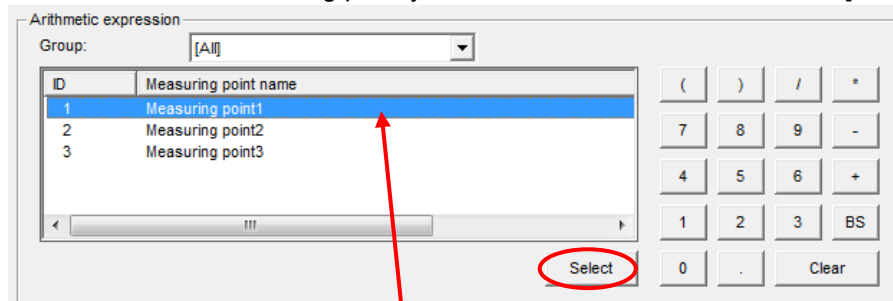 Arithmetic expression
Group: [All]
ID Measuring point name
1 Measuring point1
2 Measuring point2
3 Measuring point3
( ) / *
7 8 9 -
4 5 6 +
1 2 3 BS
Select 0 . Clear